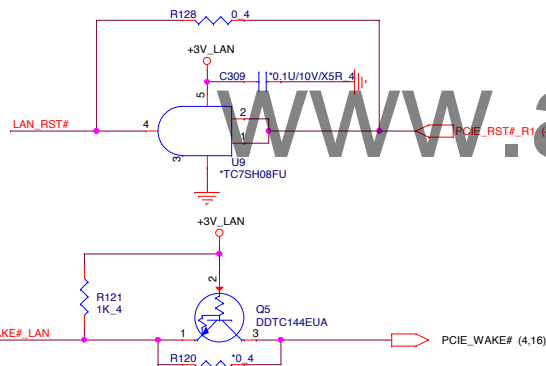 R128 0_4
+3V_LAN
C309 *0.1U/10V/X5R_4
5
LAN_RST# 4 2
1 PCIE_RST#_R1 (
3
U9
*TC7SH08FU
www.a
+3V_LAN
2
R121
1K_4
Q5
DDTC144EUA
AKE#_LAN 1 3 PCIE_WAKE# (4,16)
R120 *0_4